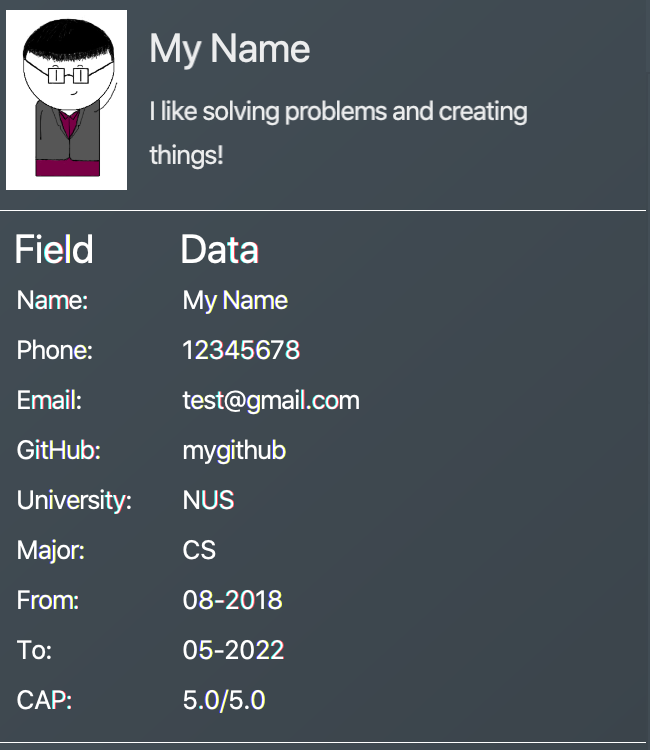 My Name
I like solving problems and creating
things!
Field Data
Name: My Name
Phone: 12345678
Email: test@gmail.com
GitHub: mygithub
University: NUS
Major: CS
From: 08-2018
To: 05-2022
CAP: 5.0/5.0